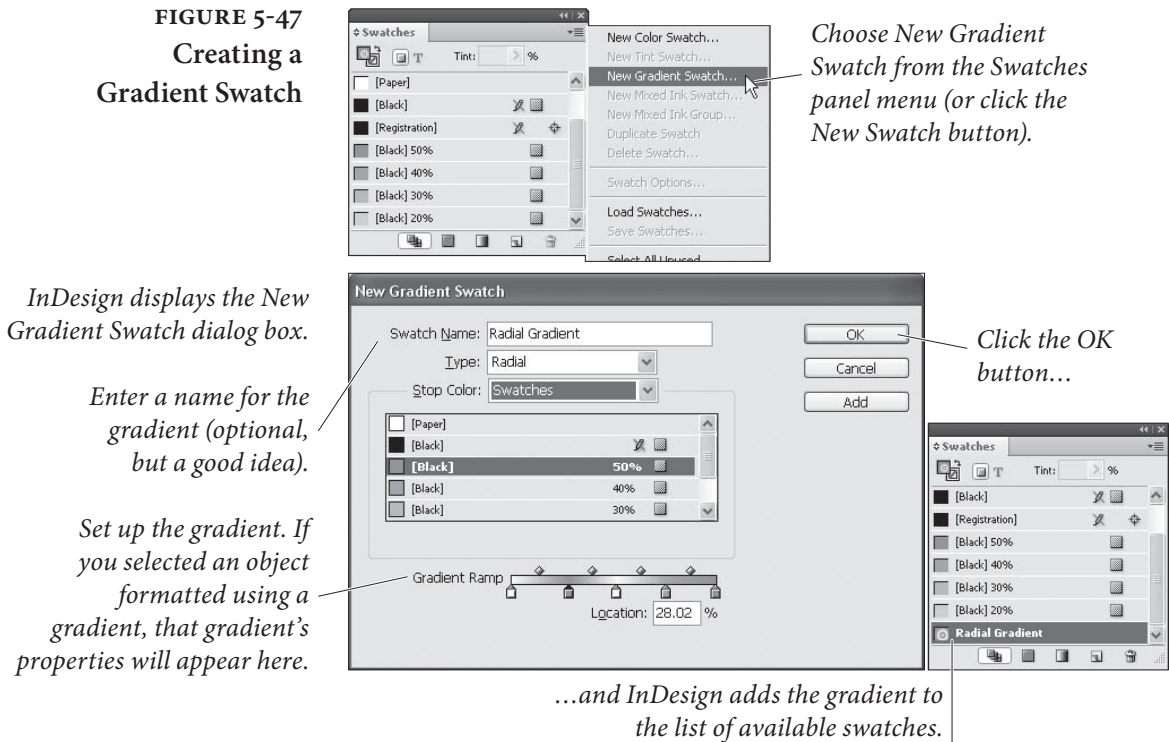 FIGURE 5-47
Creating a
Gradient Swatch
Swatches
Tint: %
[Paper]
[Black]
[Registration]
[Black] 50%
[Black] 40%
[Black] 30%
[Black] 20%
New Color Swatch...
New Tint Swatch...
New Gradient Swatch...
New Mixed Ink Swatch...
New Mixed Ink Group...
Duplicate Swatch
Delete Swatch...
Swatch Options...
Load Swatches...
Save Swatches...
Select All Unused
Choose New Gradient
Swatch from the Swatches
panel menu (or click the
New Swatch button).
InDesign displays the New
Gradient Swatch dialog box.
Enter a name for the
gradient (optional,
but a good idea).
Set up the gradient. If
you selected an object
formatted using a
gradient, that gradient’s
properties will appear here.
New Gradient Swatch
Swatch Name: Radial Gradient
Type: Radial
Stop Color: Swatches
[Paper]
[Black]
[Black] 50%
[Black] 40%
[Black] 30%
Gradient Ramp
Location: 28.02 %
OK
Cancel
Add
Click the OK
button…
Swatches
Tint: %
[Black]
[Registration]
[Black] 50%
[Black] 40%
[Black] 30%
[Black] 20%
Radial Gradient
…and InDesign adds the gradient to
the list of available swatches.